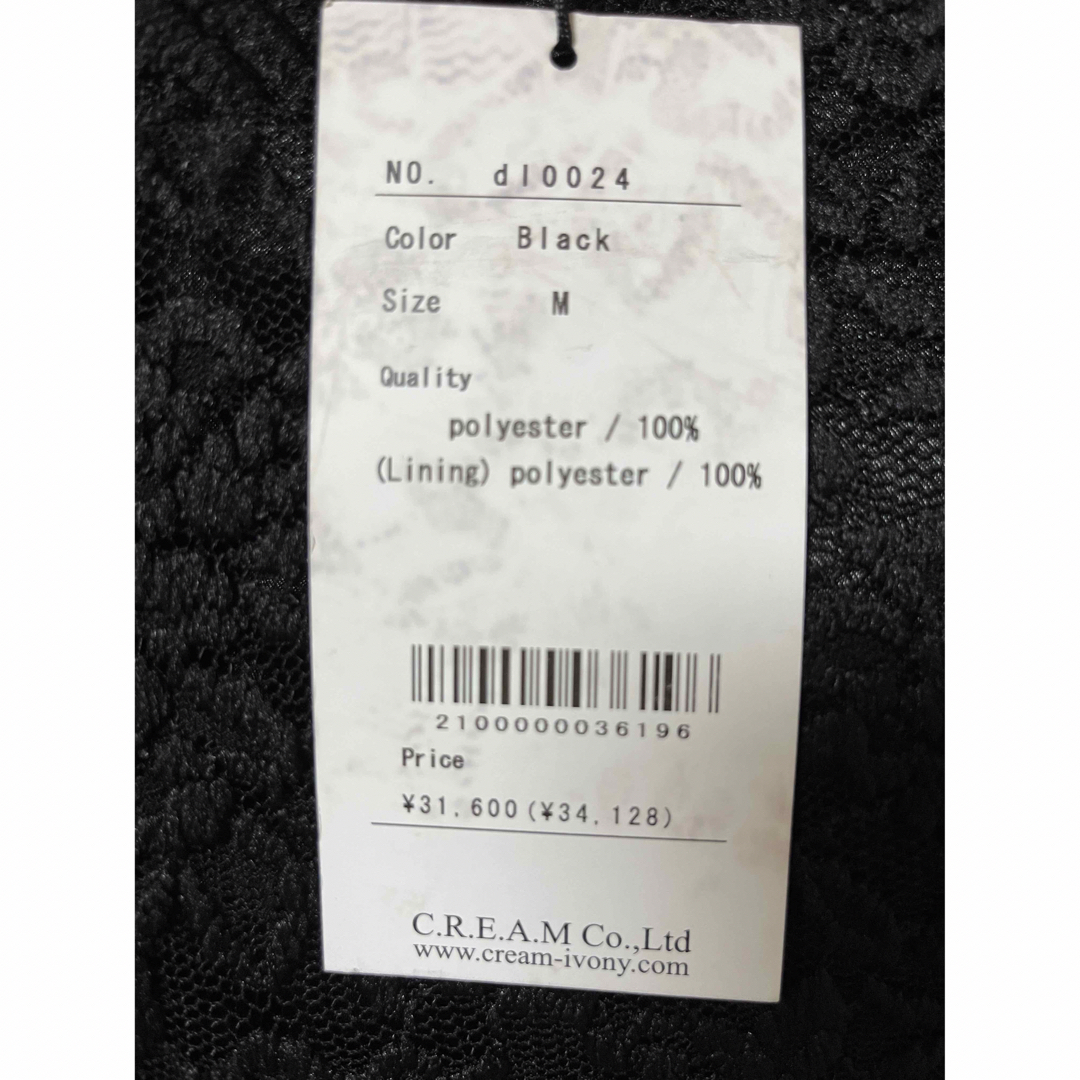 NO. dl0024
Color Black
Size M
Quality
polyester / 100%
(Lining) polyester / 100%
2100000036196
Price
¥31,600(¥34,128)
C.R.E.A.M Co.,Ltd
www.cream-ivony.com